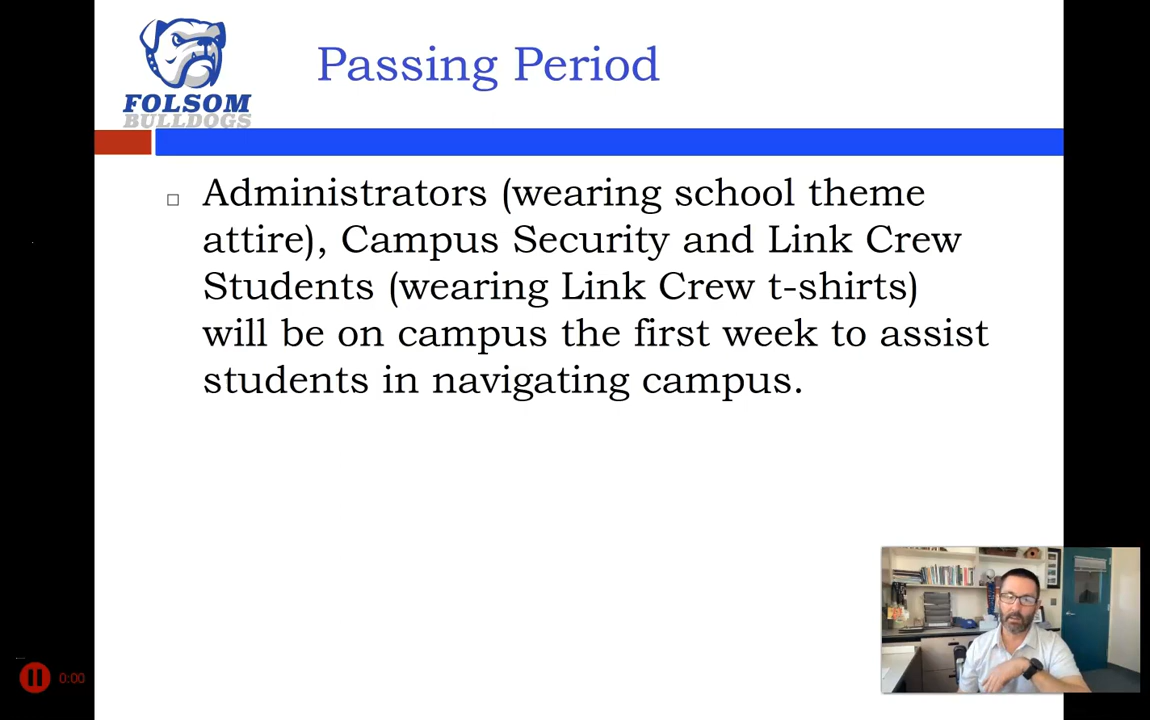 Passing Period
FOLSOM
BULLDOGS
□ Administrators (wearing school theme
attire), Campus Security and Link Crew
Students (wearing Link Crew t-shirts)
will be on campus the first week to assist
students in navigating campus.
0:00